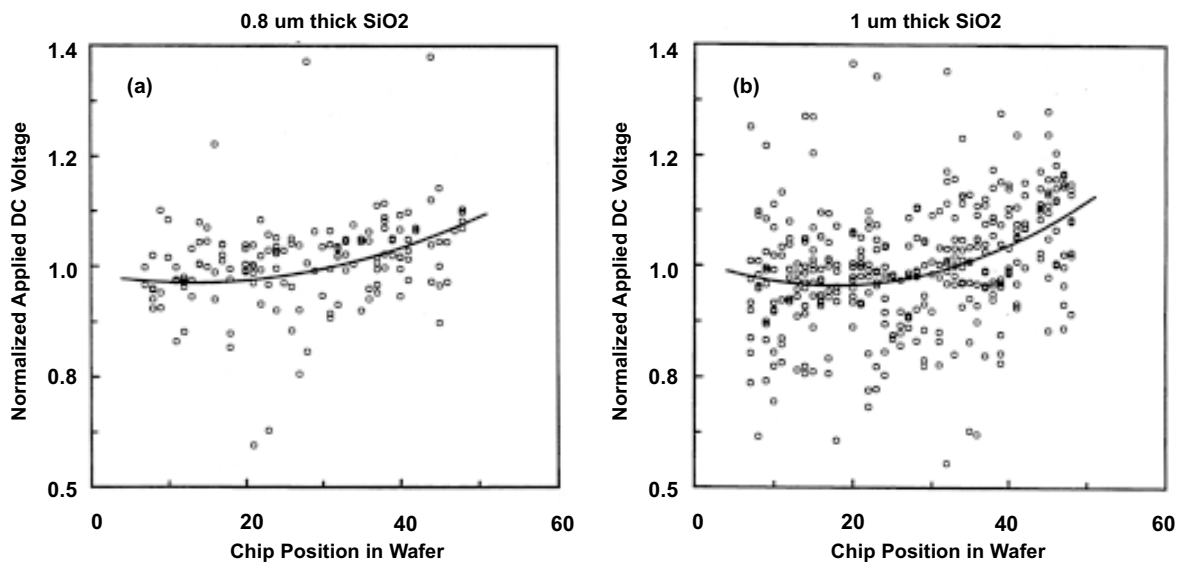 0.8 um thick SiO2
1 um thick SiO2
(a)
(b)
Normalized Applied DC Voltage
1.4
1.2
1.0
0.8
0.5
0
20
40
60
Chip Position in Wafer
Normalized Applied DC Voltage
1.4
1.2
1.0
0.8
0.5
0
20
40
60
Chip Position in Wafer